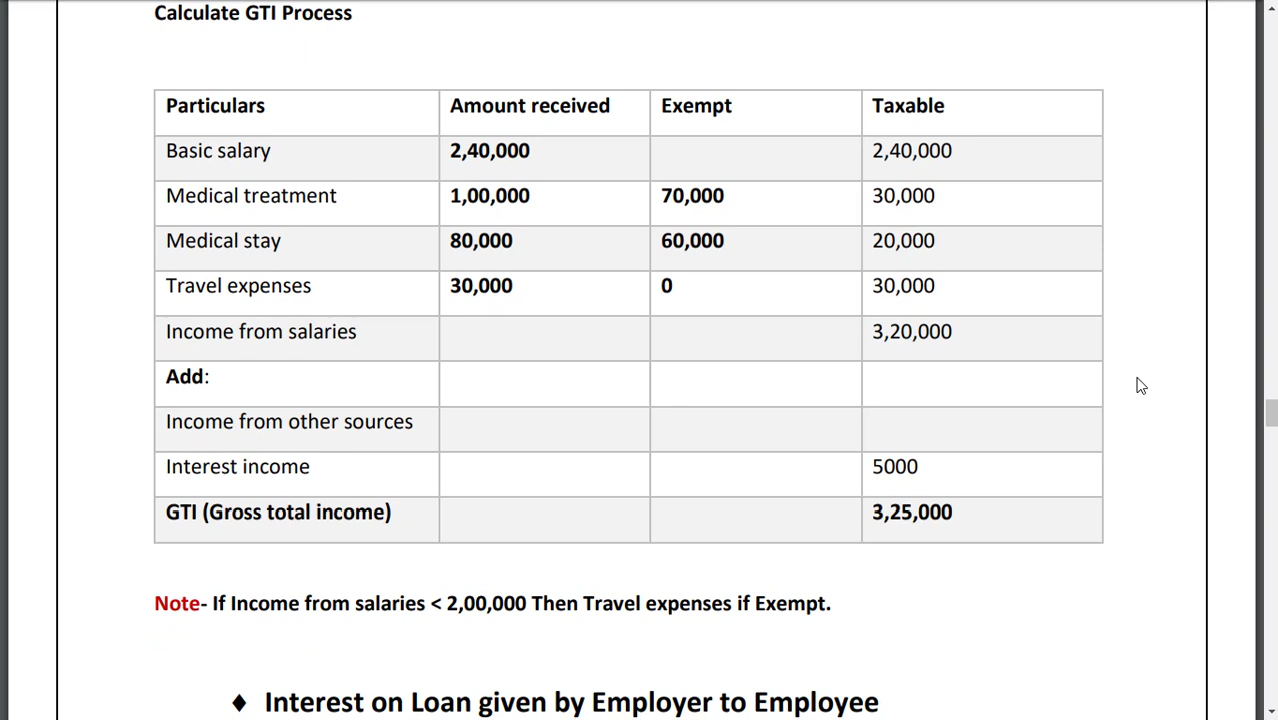 Calculate GTI Process
Particulars Amount received Exempt Taxable
Basic salary 2,40,000 2,40,000
Medical treatment 1,00,000 70,000 30,000
Medical stay 80,000 60,000 20,000
Travel expenses 30,000 0 30,000
Income from salaries 3,20,000
Add:
Income from other sources
Interest income 5000
GTI (Gross total income) 3,25,000
Note- If Income from salaries < 2,00,000 Then Travel expenses if Exempt.
♦ Interest on Loan given by Employer to Employee